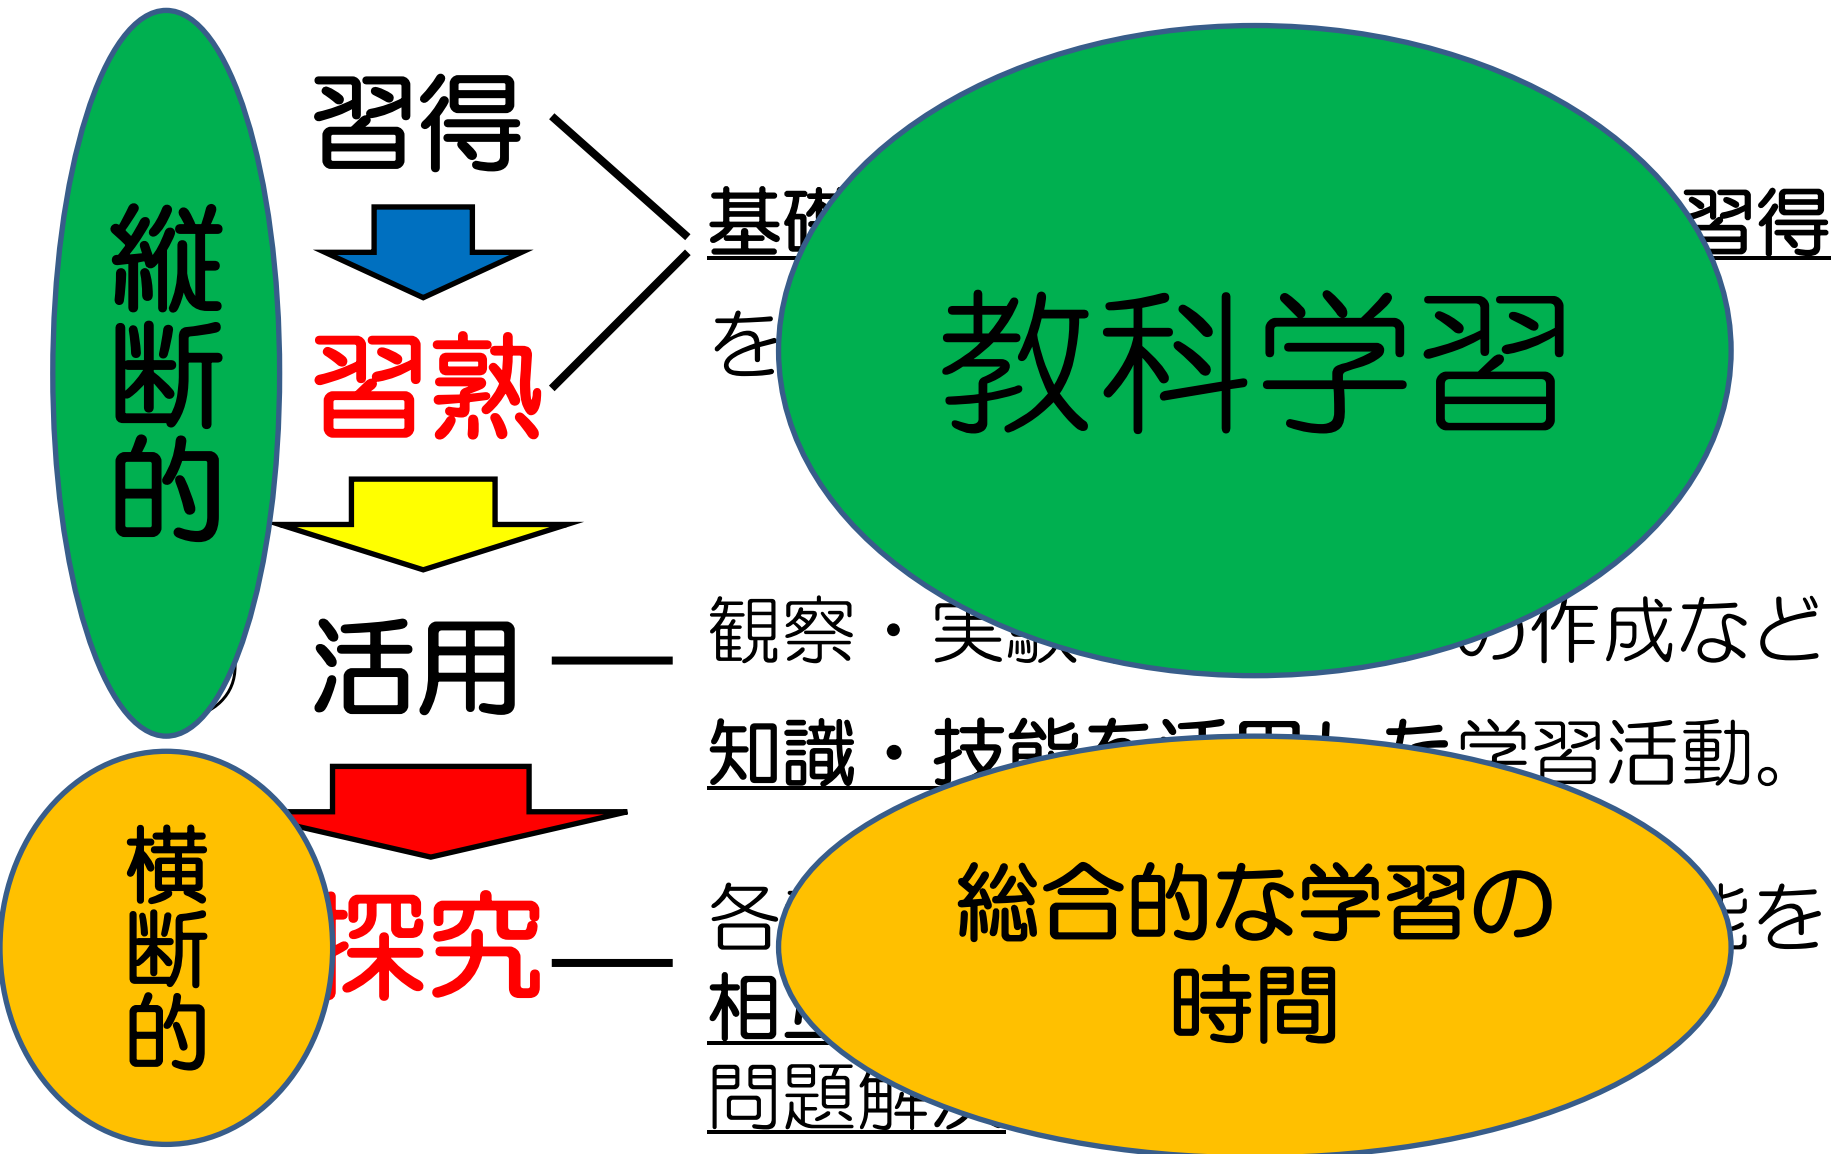 縦断的
習得
習熟
活用
探究
横断的
基礎
習得
を
教科学習
観察・実験
の作成など
知識・技能を活用した学習活動。
各
能を
相
問題解決
総合的な学習の
時間